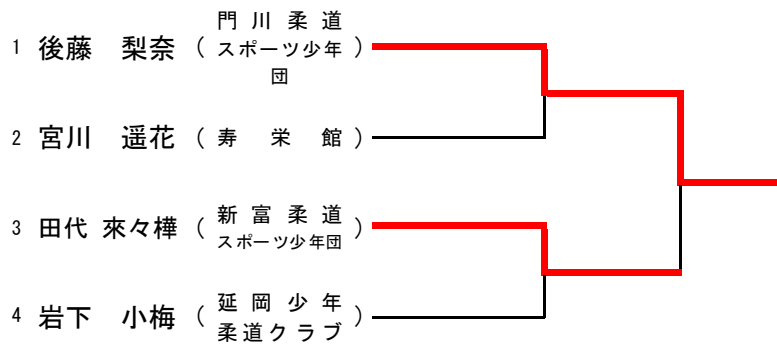 1 後藤 梨奈 ( 門川柔道スポーツ少年団 )
2 宮川 遥花 ( 寿栄館 )
3 田代 來々樺 ( 新富柔道スポーツ少年団 )
4 岩下 小梅 ( 延岡少年柔道クラブ )